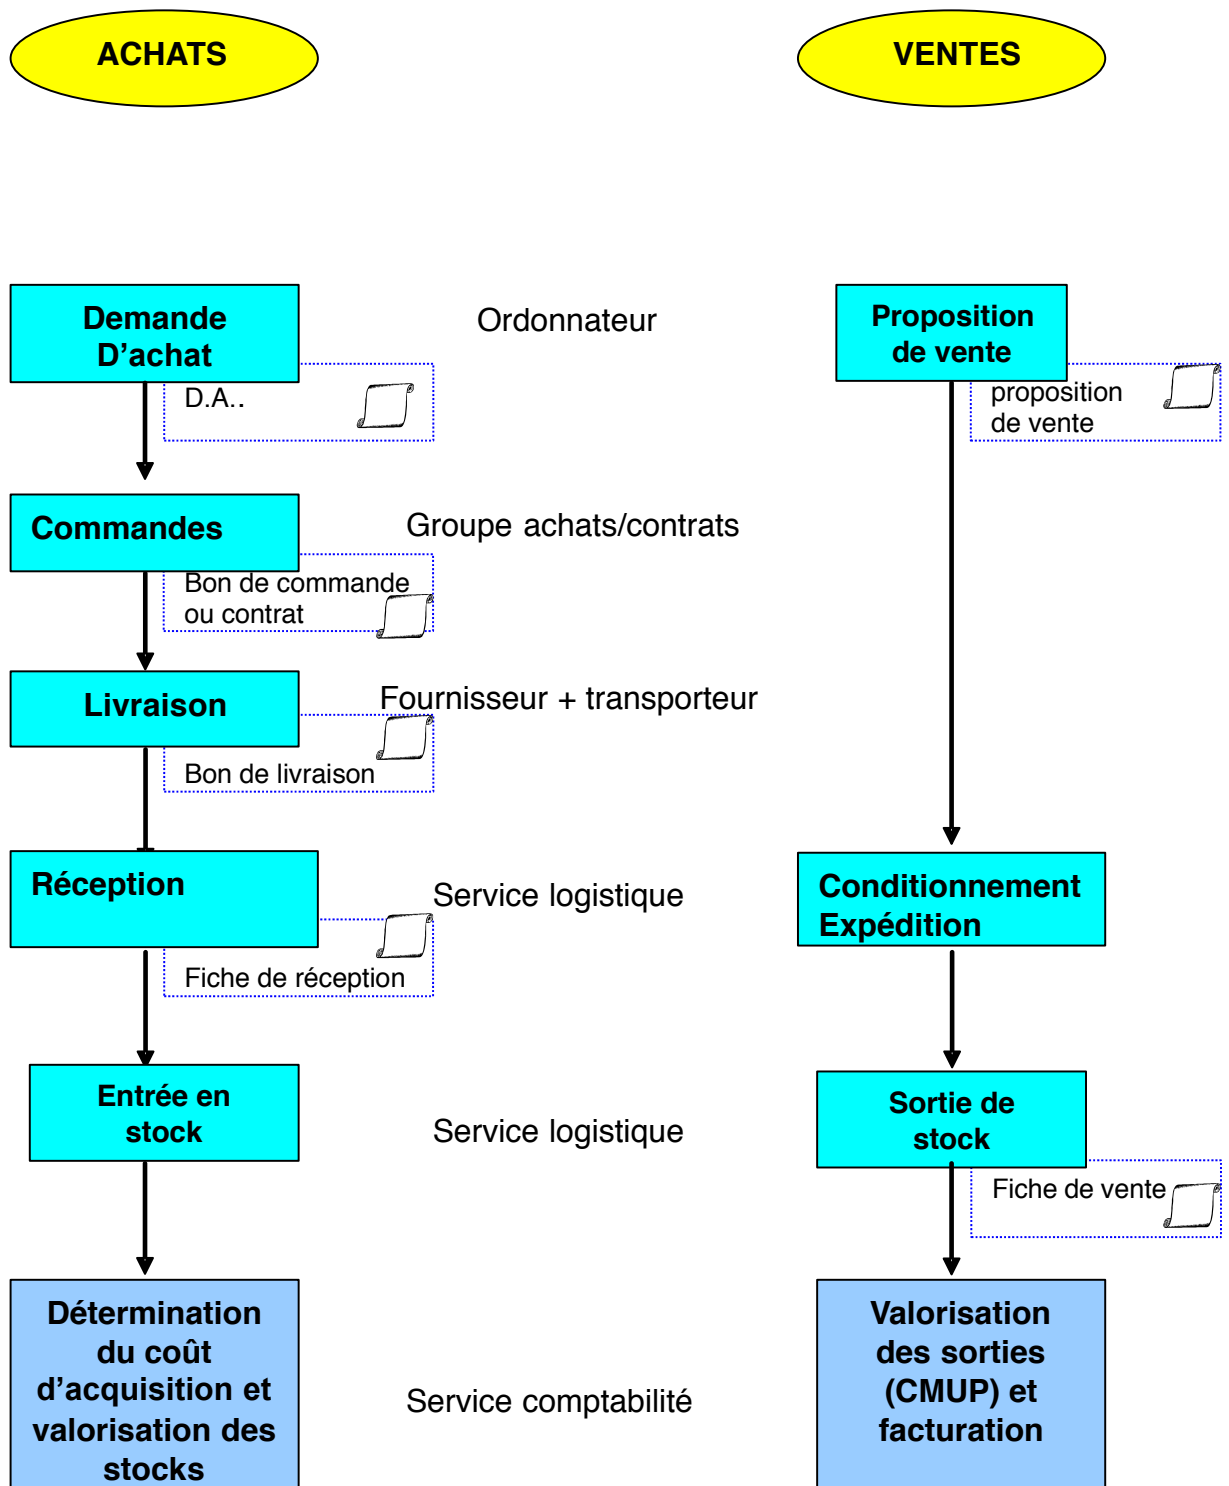 ACHATS
VENTES
Demande
D’achat
Ordonnateur
Proposition
de vente
D.A..
proposition
de vente
Commandes
Groupe achats/contrats
Bon de commande
ou contrat
Livraison
Fournisseur + transporteur
Bon de livraison
Réception
Service logistique
Conditionnement
Expédition
Fiche de réception
Entrée en
stock
Service logistique
Sortie de
stock
Fiche de vente
Détermination
du coût
d’acquisition et
valorisation des
stocks
Service comptabilité
Valorisation
des sorties
(CMUP) et
facturation